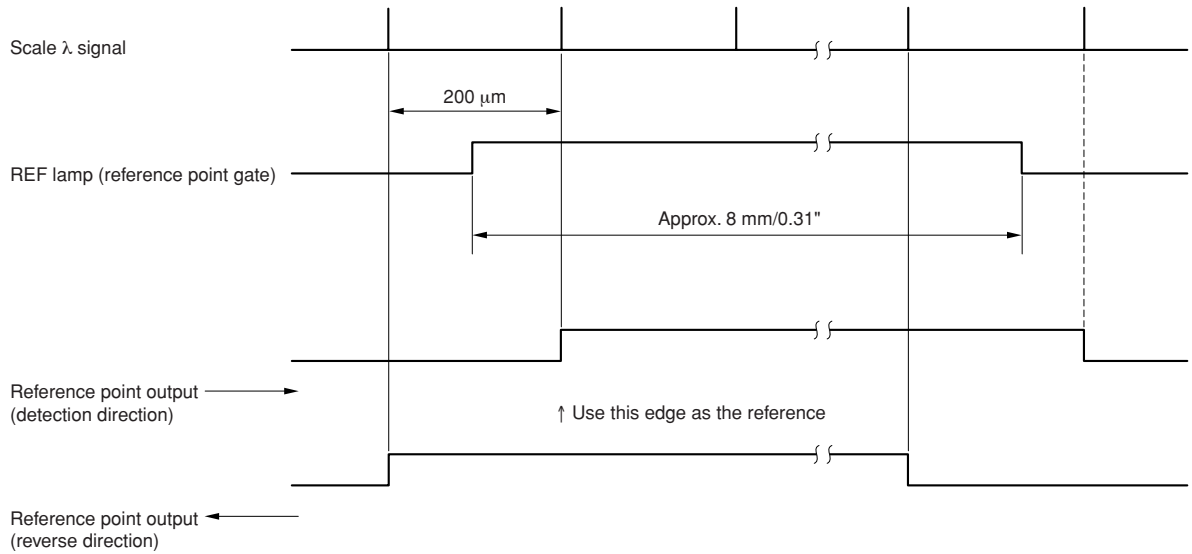 Scale λ signal
200 μm
REF lamp (reference point gate)
Approx. 8 mm/0.31"
Reference point output
(detection direction)
↑ Use this edge as the reference
Reference point output
(reverse direction)